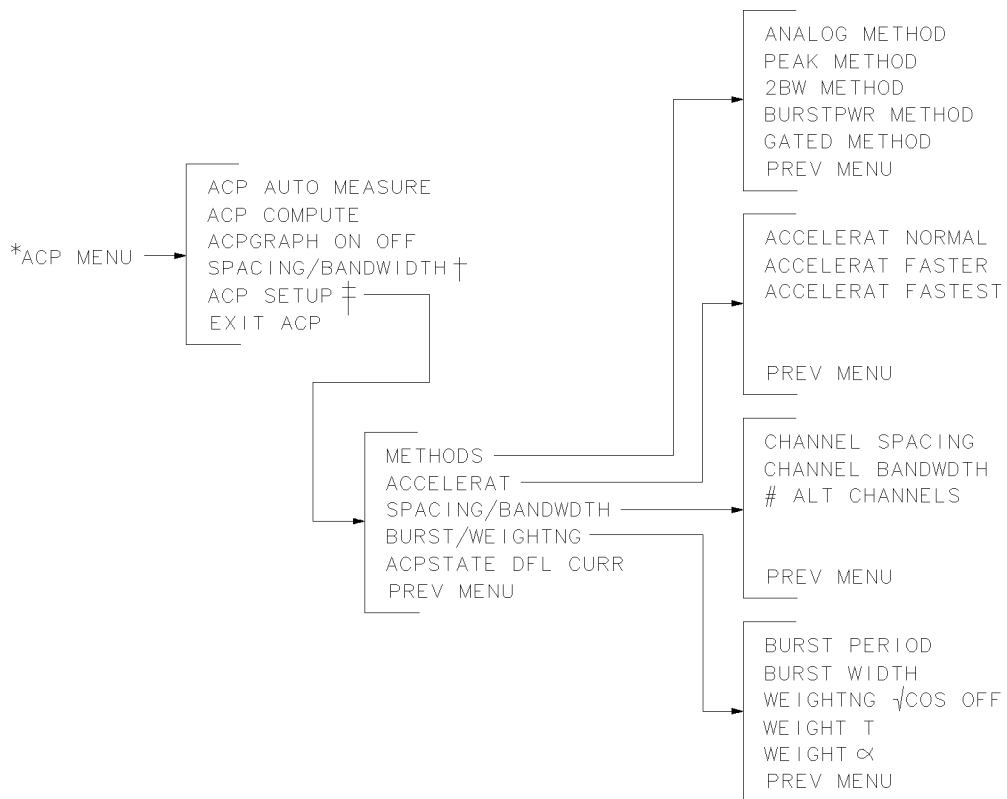 *ACP MENU
ACP AUTO MEASURE
ACP COMPUTE
ACPGRAPH ON OFF
SPACING/BANDWIDTH †
ACP SETUP ‡
EXIT ACP
METHODS
ACCELERAT
SPACING/BANDWDTH
BURST/WEIGHTNG
ACPSTATE DFL CURR
PREV MENU
ANALOG METHOD
PEAK METHOD
2BW METHOD
BURSTPWR METHOD
GATED METHOD
PREV MENU
ACCELERAT NORMAL
ACCELERAT FASTER
ACCELERAT FASTEST
PREV MENU
CHANNEL SPACING
CHANNEL BANDWDTH
# ALT CHANNELS
PREV MENU
BURST PERIOD
BURST WIDTH
WEIGHTNG √COS OFF
WEIGHT T
WEIGHT ∝
PREV MENU